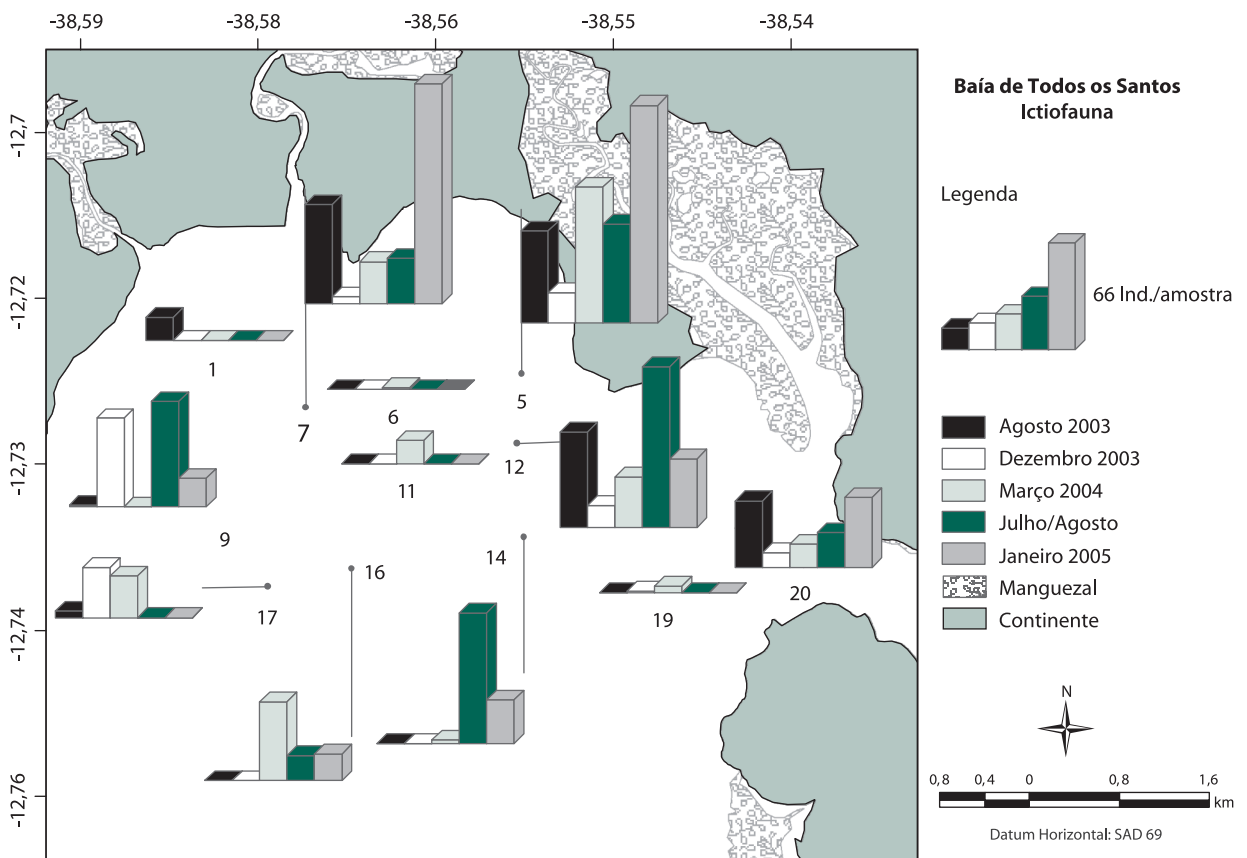 -38,59
-38,58
-38,56
-38,55
-38,54
-12,7
-12,72
-12,73
-12,74
-12,76
1
7
6
5
9
11
12
17
16
14
19
20
Baía de Todos os Santos
Ictiofauna
Legenda
66 Ind./amostra
Agosto 2003
Dezembro 2003
Março 2004
Julho/Agosto
Janeiro 2005
Manguezal
Continente
N
0,8 0,4 0 0,8 1,6
km
Datum Horizontal: SAD 69